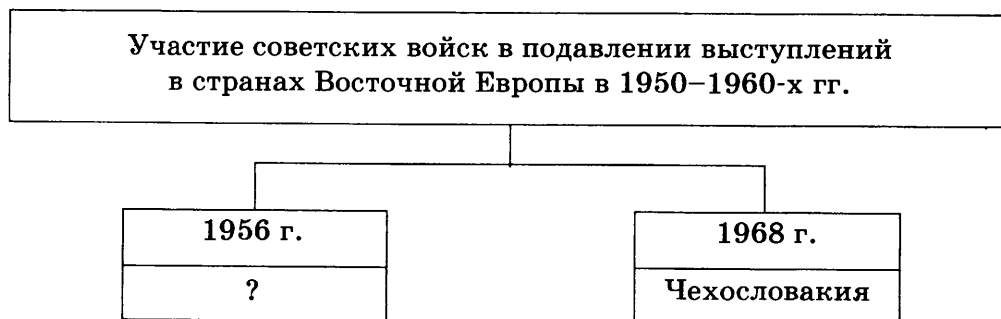 Участие советских войск в подавлении выступлений
в странах Восточной Европы в 1950–1960-х гг.
1956 г.
?
1968 г.
Чехословакия